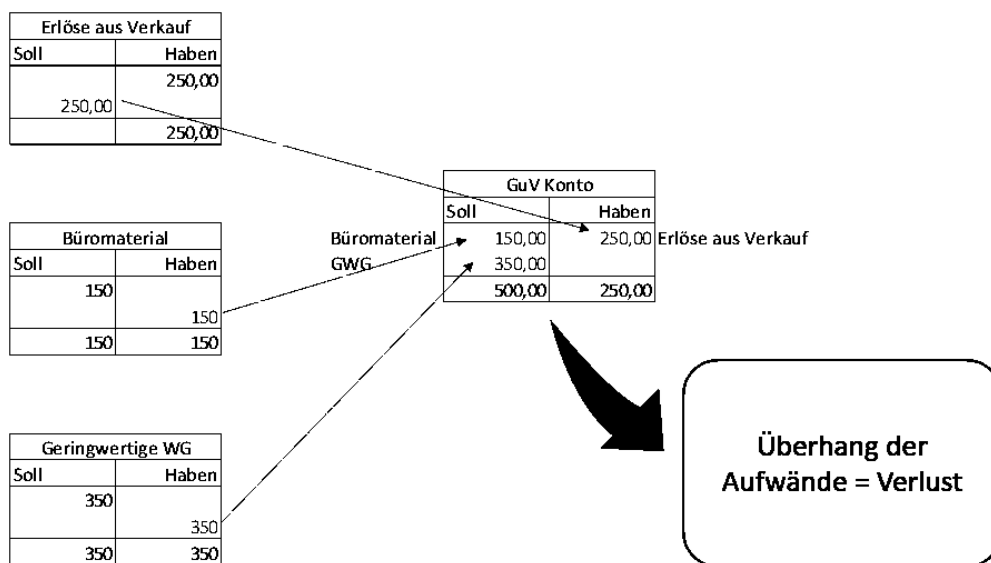 Erlöse aus Verkauf
Soll Haben
250,00
250,00
250,00
GuV Konto
Soll Haben
Büromaterial 150,00 250,00 Erlöse aus Verkauf
GWG 350,00
500,00 250,00
Büromaterial
Soll Haben
150
150
150 150
Überhang der
Aufwände = Verlust
Geringwertige WG
Soll Haben
350
350
350 350